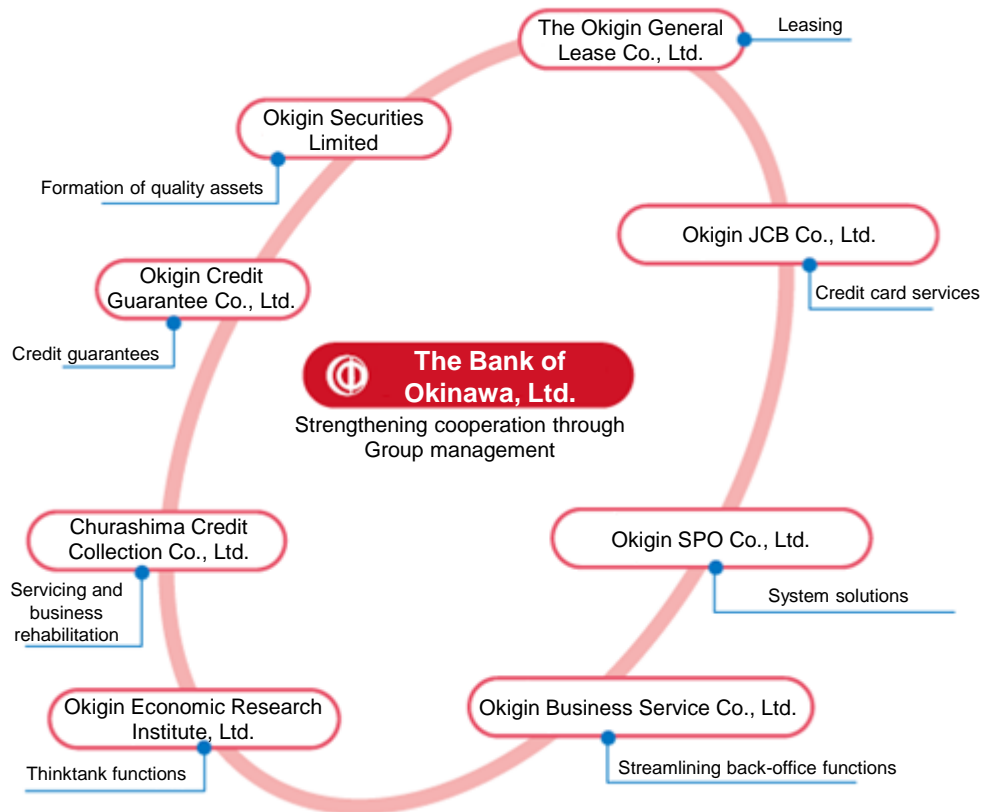 The Okigin General
Lease Co., Ltd.
Leasing
Okigin Securities
Limited
Formation of quality assets
Okigin JCB Co., Ltd.
Credit card services
Okigin Credit
Guarantee Co., Ltd.
Credit guarantees
The Bank of
Okinawa, Ltd.
Strengthening cooperation through
Group management
Churashima Credit
Collection Co., Ltd.
Servicing and
business
rehabilitation
Okigin SPO Co., Ltd.
System solutions
Okigin Economic Research
Institute, Ltd.
Thinktank functions
Okigin Business Service Co., Ltd.
Streamlining back-office functions